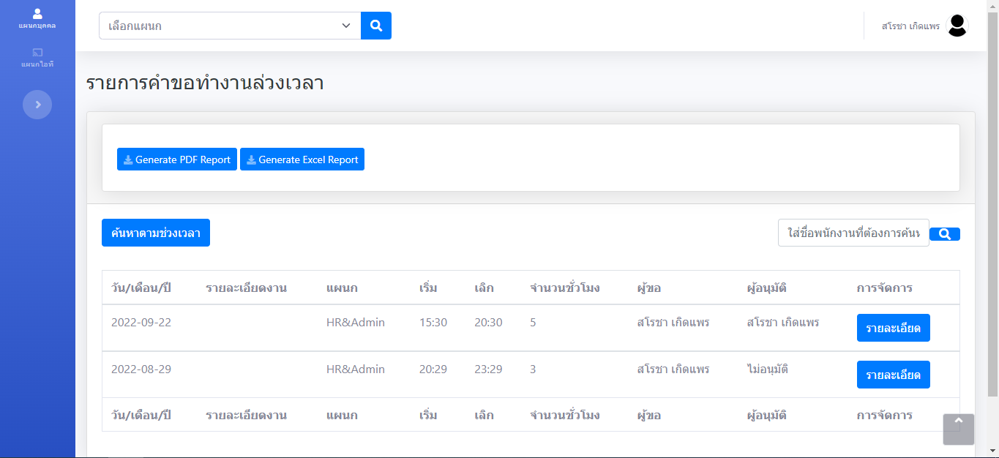 แผนกบุคคล
แผนกไอที
เลือกแผนก
สโรชา เกิดแพร
รายการคำขอทำงานล่วงเวลา
Generate PDF Report Generate Excel Report
ค้นหาตามช่วงเวลา
ใส่ชื่อพนักงานที่ต้องการค้นห
วัน/เดือน/ปี รายละเอียดงาน แผนก เริ่ม เลิก จำนวนชั่วโมง ผู้ขอ ผู้อนุมัติ การจัดการ
2022-09-22 HR&Admin 15:30 20:30 5 สโรชา เกิดแพร สโรชา เกิดแพร รายละเอียด
2022-08-29 HR&Admin 20:29 23:29 3 สโรชา เกิดแพร ไม่อนุมัติ รายละเอียด
วัน/เดือน/ปี รายละเอียดงาน แผนก เริ่ม เลิก จำนวนชั่วโมง ผู้ขอ ผู้อนุมัติ การจัดการ